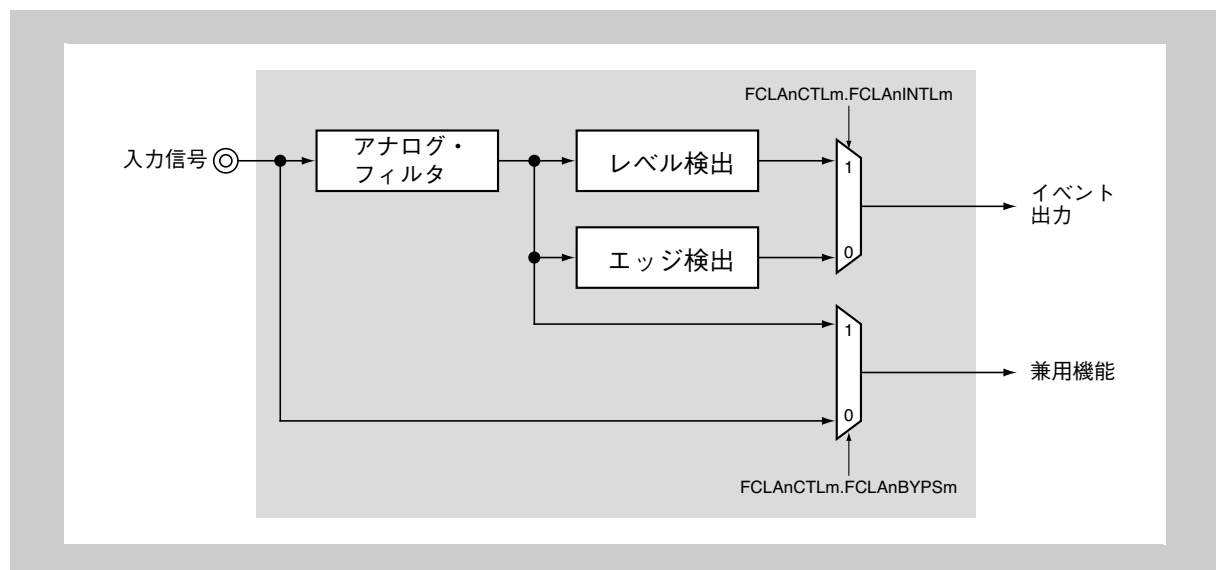 FCLAnCTLm.FCLAnINTLm
入力信号
アナログ・
フィルタ
レベル検出
1
イベント
出力
エッジ検出
0
1
兼用機能
0
FCLAnCTLm.FCLAnBYPSm